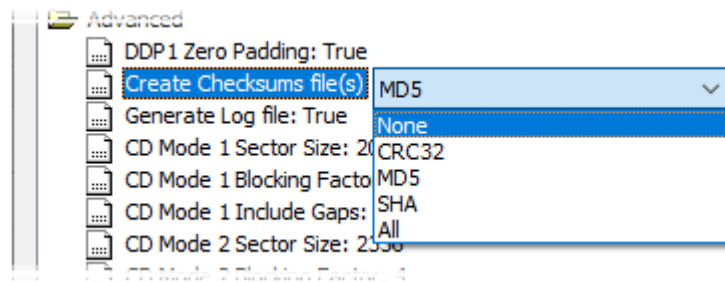 Advanced
DDP1 Zero Padding: True
Create Checksums file(s) MD5
None
Generate Log file: True
CRC32
CD Mode 1 Sector Size: 20
MD5
CD Mode 1 Blocking Facto
SHA
CD Mode 1 Include Gaps:
All
CD Mode 2 Sector Size: 2336